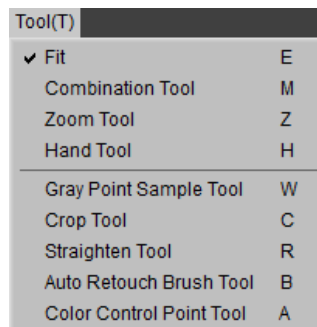 Tool(T)
Fit E
Combination Tool M
Zoom Tool Z
Hand Tool H
Gray Point Sample Tool W
Crop Tool C
Straighten Tool R
Auto Retouch Brush Tool B
Color Control Point Tool A